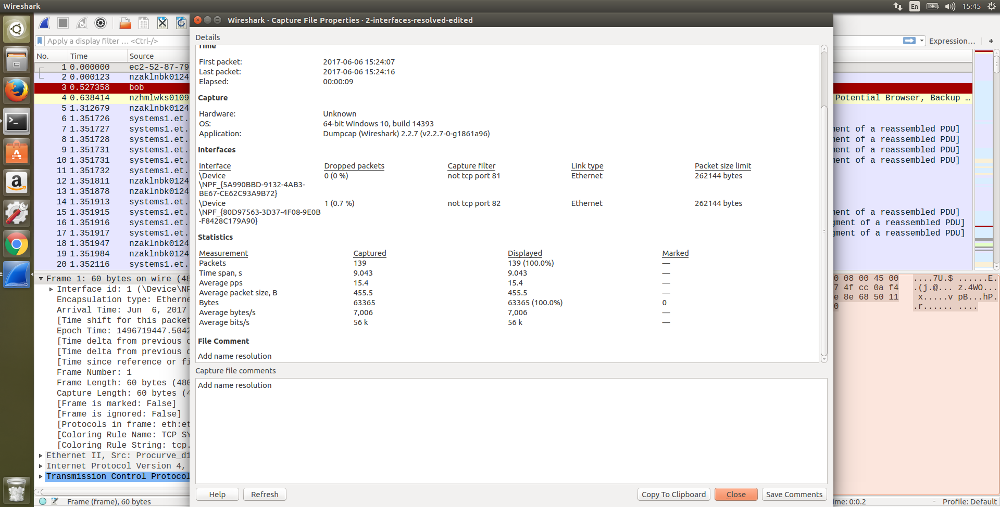 Wireshark
En
15:45
Wireshark · Capture File Properties · 2-interfaces-resolved-edited
Apply a display filter … <Ctrl-/>
Expression…
+
No. Time Source
1 0.000000 ec2-52-87-79
2 0.000123 nzaklnbk0124
3 0.527358 bob
4 0.638414 nzhmlwks0109
5 1.312679 nzaklnbk0124
6 1.351726 systems1.et.
7 1.351727 systems1.et.
8 1.351728 systems1.et.
9 1.351731 systems1.et.
10 1.351731 systems1.et.
11 1.351732 systems1.et.
12 1.351811 nzaklnbk0124
13 1.351878 nzaklnbk0124
14 1.351913 systems1.et.
15 1.351915 systems1.et.
16 1.351916 systems1.et.
17 1.351917 systems1.et.
18 1.351947 nzaklnbk0124
19 1.351984 nzaklnbk0124
20 1.352116 systems1.et.
Frame 1: 60 bytes on wire (48
Interface id: 1 (\Device\NP
Encapsulation type: Etherne
Arrival Time: Jun  6, 2017
[Time shift for this packet
Epoch Time: 1496719447.5042
[Time delta from previous c
[Time delta from previous d
[Time since reference or fi
Frame Number: 1
Frame Length: 60 bytes (480
Capture Length: 60 bytes (4
[Frame is marked: False]
[Frame is ignored: False]
[Protocols in frame: eth:et
[Coloring Rule Name: TCP SY
[Coloring Rule String: tcp.
Ethernet II, Src: Procurve_d1
Internet Protocol Version 4,
Transmission Control Protocol
Frame (frame), 60 bytes
Details
Time
First packet: 2017-06-06 15:24:07
Last packet: 2017-06-06 15:24:16
Elapsed: 00:00:09
Capture
Hardware: Unknown
OS: 64-bit Windows 10, build 14393
Application: Dumpcap (Wireshark) 2.2.7 (v2.2.7-0-g1861a96)
Interfaces
Interface Dropped packets Capture filter Link type Packet size limit
\Device 0 (0 %) not tcp port 81 Ethernet 262144 bytes
\NPF_{5A990BBD-9132-4AB3-
BE67-CE62C93A9B72}
\Device 1 (0.7 %) not tcp port 82 Ethernet 262144 bytes
\NPF_{80D97563-3D37-4F08-9E0B
-F8428C179A90}
Statistics
Measurement Captured Displayed Marked
Packets 139 139 (100.0%) —
Time span, s 9.043 9.043 —
Average pps 15.4 15.4 —
Average packet size, B 455.5 455.5 —
Bytes 63365 63365 (100.0%) 0
Average bytes/s 7,006 7,006 —
Average bits/s 56 k 56 k —
File Comment
Add name resolution
Capture file comments
Add name resolution
Help
Refresh
Copy To Clipboard
Close
Save Comments
Potential Browser, Backup …
ment of a reassembled PDU]
ment of a reassembled PDU]
ment of a reassembled PDU]
ment of a reassembled PDU]
ment of a reassembled PDU]
gment of a reassembled PDU]
gment of a reassembled PDU]
0 08 00 45 00 ....7U.$ ......E.
7 4f cc 0a f4 .(j.@... z.4WO...
e 8e 68 50 11 x.....v pB...hP.
0 .r...... ....
ime: 0:0.2
Profile: Default